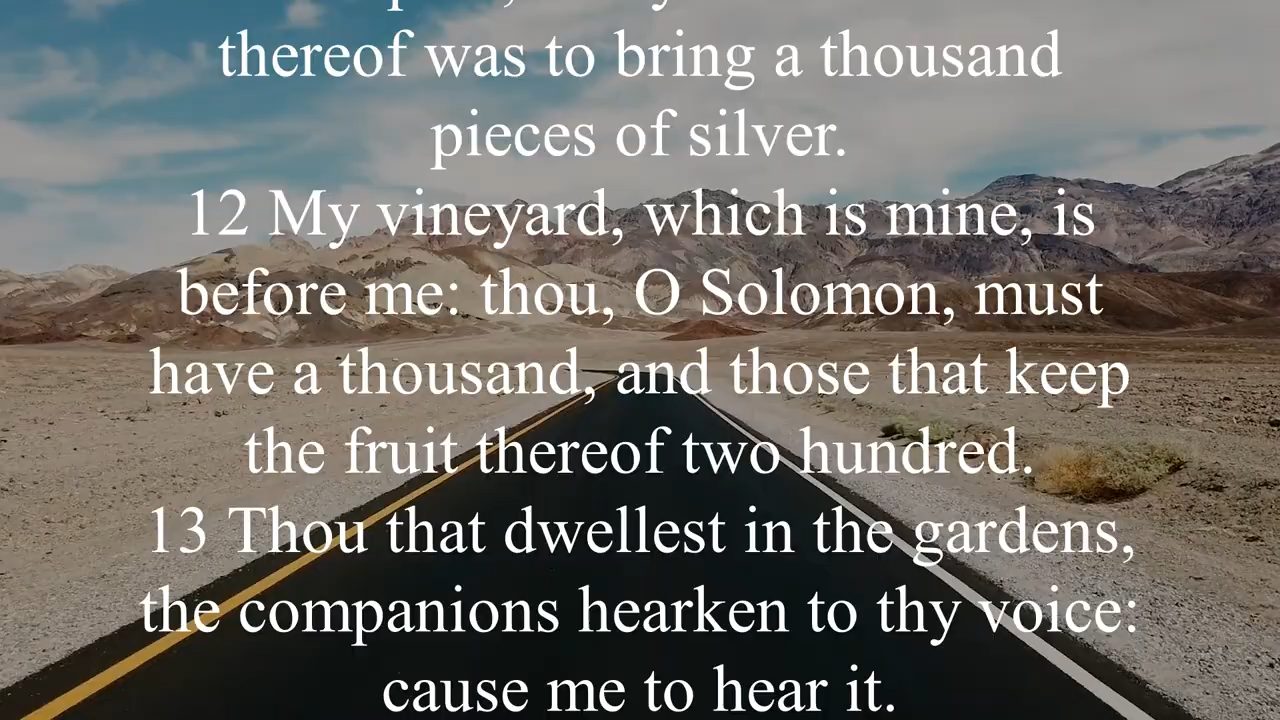 thereof was to bring a thousand
pieces of silver.
12 My vineyard, which is mine, is
before me: thou, O Solomon, must
have a thousand, and those that keep
the fruit thereof two hundred.
13 Thou that dwellest in the gardens,
the companions hearken to thy voice:
cause me to hear it.